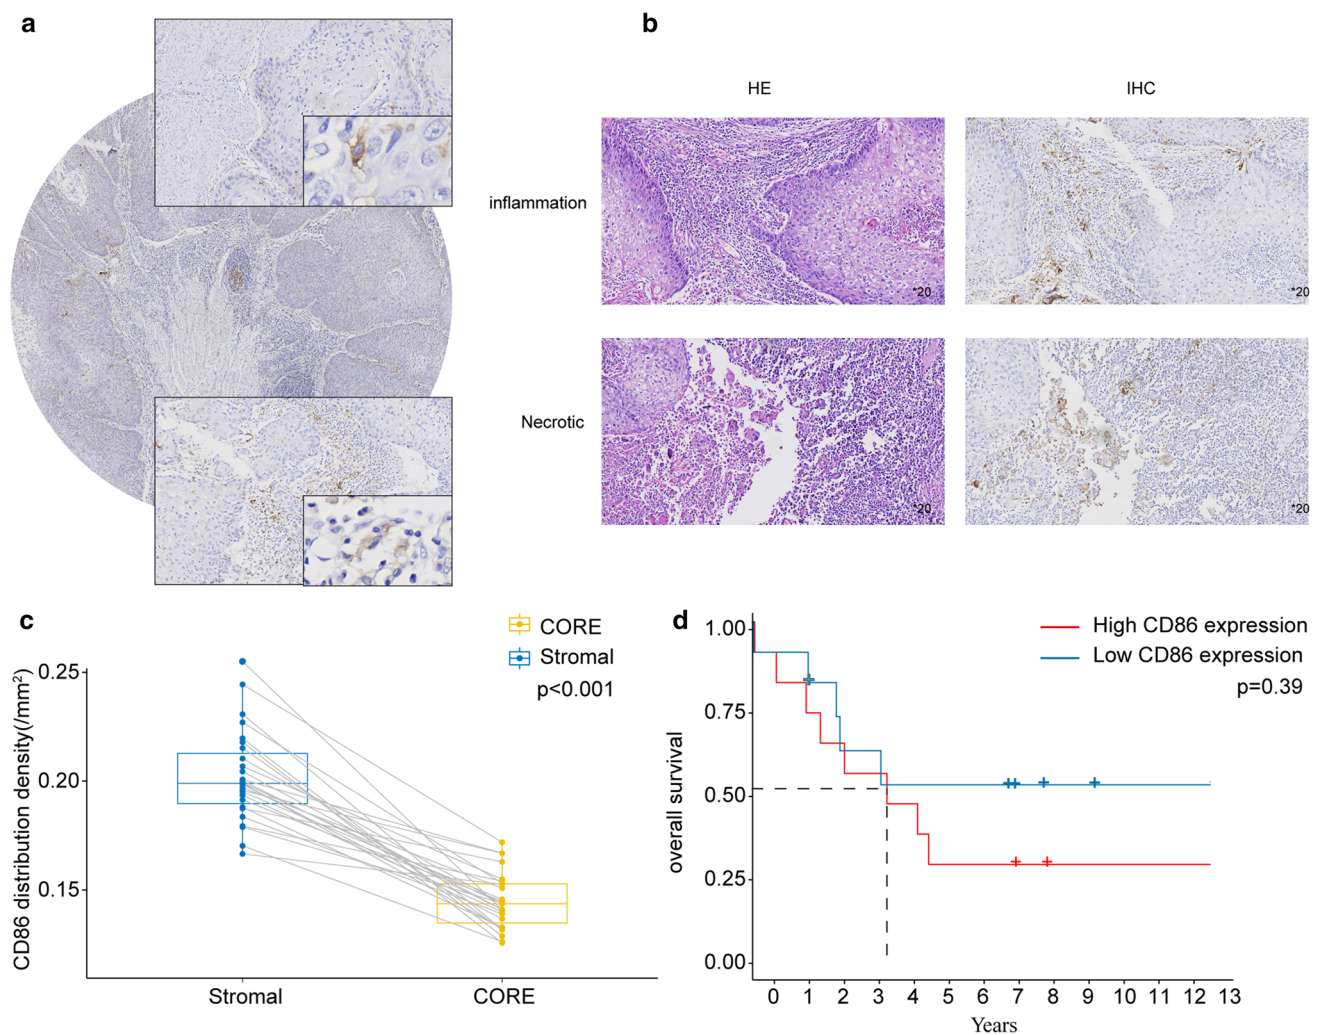 a
b
HE
IHC
inflammation
*20
*20
Necrotic
*20
*20
c
CORE
Stromal
p<0.001
CD86 distribution density(/mm²)
0.25
0.20
0.15
Stromal
CORE
d
High CD86 expression
Low CD86 expression
p=0.39
overall survival
1.00
0.75
0.50
0.25
0.00
0 1 2 3 4 5 6 7 8 9 10 11 12 13
Years